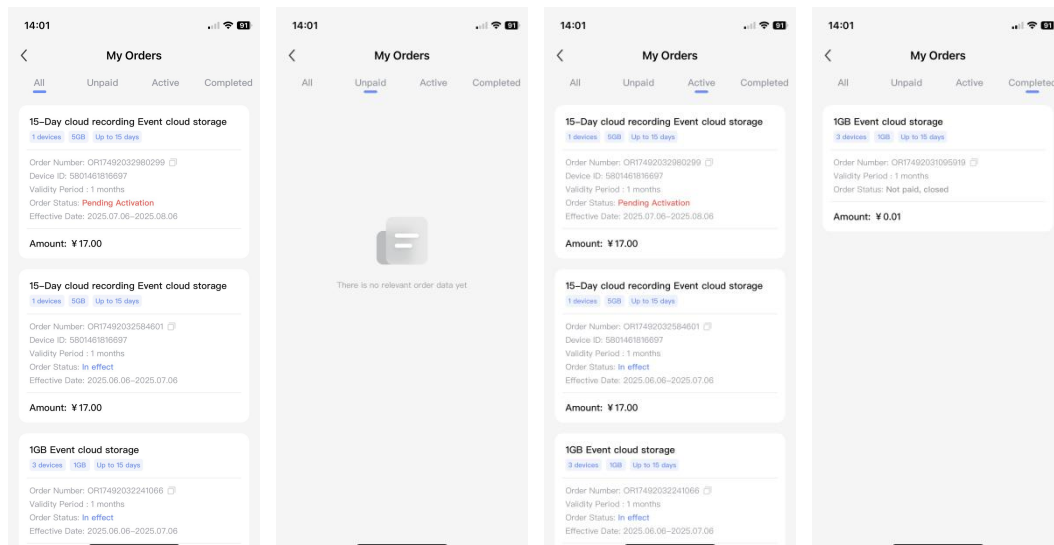 14:01
91
My Orders
All Unpaid Active Completed
15-Day cloud recording Event cloud storage
1 devices 5GB Up to 15 days
Order Number: OR17492032980299
Device ID: 5801461816697
Validity Period : 1 months
Order Status: Pending Activation
Effective Date: 2025.07.06-2025.08.06
Amount: ¥17.00
15-Day cloud recording Event cloud storage
1 devices 5GB Up to 15 days
Order Number: OR17492032584601
Device ID: 5801461816697
Validity Period : 1 months
Order Status: In effect
Effective Date: 2025.06.06-2025.07.06
Amount: ¥17.00
1GB Event cloud storage
3 devices 1GB Up to 15 days
Order Number: OR17492032241066
Validity Period : 1 months
Order Status: In effect
Effective Date: 2025.06.06-2025.07.06
14:01
91
My Orders
All Unpaid Active Completed
There is no relevant order data yet
14:01
91
My Orders
All Unpaid Active Completed
15-Day cloud recording Event cloud storage
1 devices 5GB Up to 15 days
Order Number: OR17492032980299
Device ID: 5801461816697
Validity Period : 1 months
Order Status: Pending Activation
Effective Date: 2025.07.06-2025.08.06
Amount: ¥17.00
15-Day cloud recording Event cloud storage
1 devices 5GB Up to 15 days
Order Number: OR17492032584601
Device ID: 5801461816697
Validity Period : 1 months
Order Status: In effect
Effective Date: 2025.06.06-2025.07.06
Amount: ¥17.00
1GB Event cloud storage
3 devices 1GB Up to 15 days
Order Number: OR17492032241066
Validity Period : 1 months
Order Status: In effect
Effective Date: 2025.06.06-2025.07.06
14:01
91
My Orders
All Unpaid Active Completed
1GB Event cloud storage
3 devices 1GB Up to 15 days
Order Number: OR17492031095919
Validity Period : 1 months
Order Status: Not paid, closed
Amount: ¥0.01